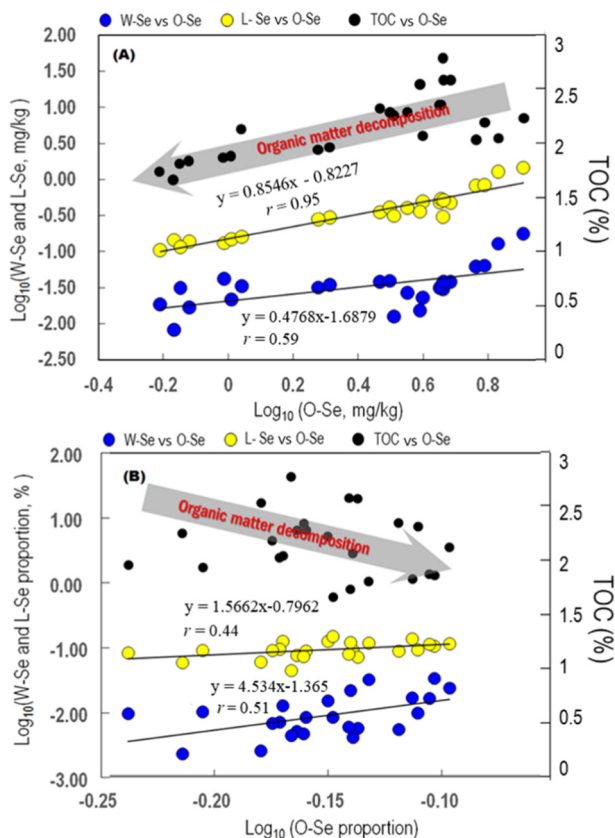 W-Se vs O-Se L- Se vs O-Se TOC vs O-Se
(A)
2.00
1.50
1.00
0.50
0.00
-0.50
-1.00
-1.50
-2.00
-2.50
Log10(W-Se and L-Se, mg/kg)
Organic matter decomposition
y = 0.8546x - 0.8227
r = 0.95
y = 0.4768x-1.6879
r = 0.59
3
2.5
2
1.5
1
0.5
0
TOC (%)
-0.4 -0.2 0 0.2 0.4 0.6 0.8
Log10 (O-Se, mg/kg)
W-Se vs O-Se L- Se vs O-Se TOC vs O-Se
(B)
2.00
1.00
0.00
-1.00
-2.00
-3.00
Log10(W-Se and L-Se proportion, %)
Organic matter decomposition
y = 1.5662x-0.7962
r = 0.44
y = 4.534x-1.365
r = 0.51
3
2.5
2
1.5
1
0.5
0
TOC (%)
-0.25 -0.20 -0.15 -0.10
Log10 (O-Se proportion)